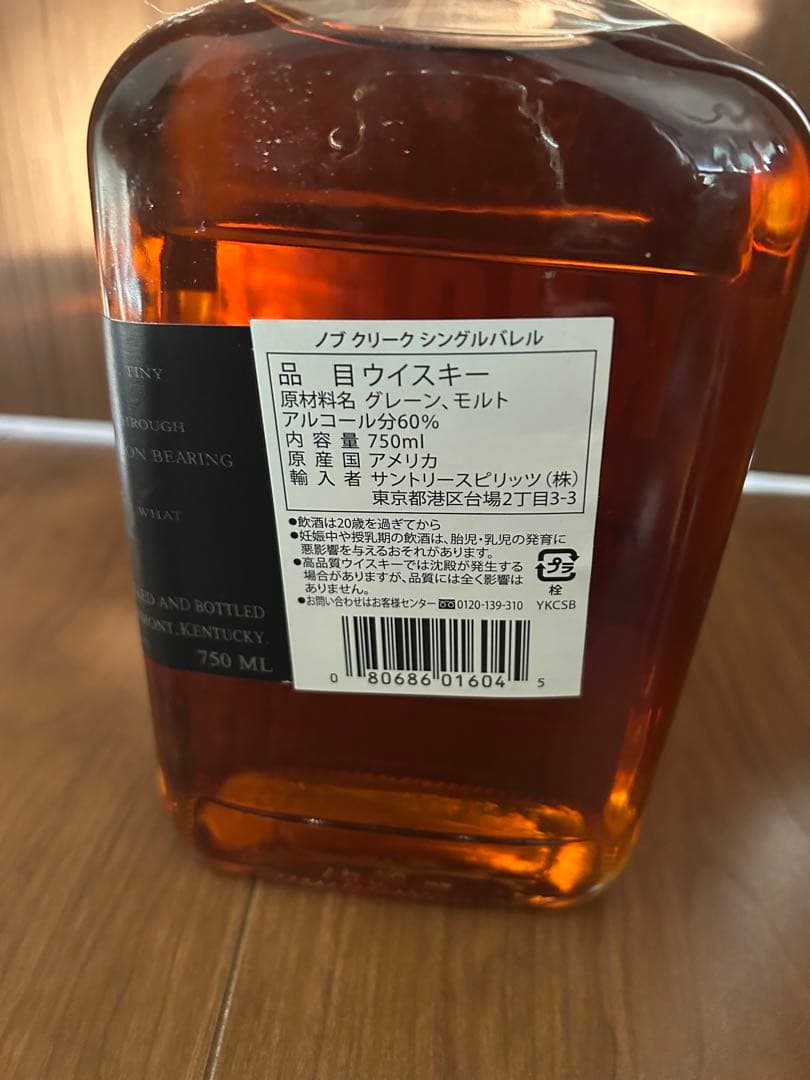 TINY
THROUGH
ON BEARING
WHAT
AND BOTTLED
MONT, KENTUCKY.
750 ML
ノブ クリーク シングルバレル
品 目 ウイスキー
原材料名 グレーン、モルト
アルコール分60%
内 容 量 750ml
原 産 国 アメリカ
輸 入 者 サントリースピリッツ(株)
東京都港区台場2丁目3-3
●飲酒は20歳を過ぎてから
●妊娠中や授乳期の飲酒は、胎児・乳児の発育に
悪影響を与えるおそれがあります。
●高品質ウイスキーでは沈殿が発生する
場合がありますが、品質には全く影響は
ありません。
プラ
栓
●お問い合わせはお客様センター 0120-139-310 YKCSB
0 80686 01604 5